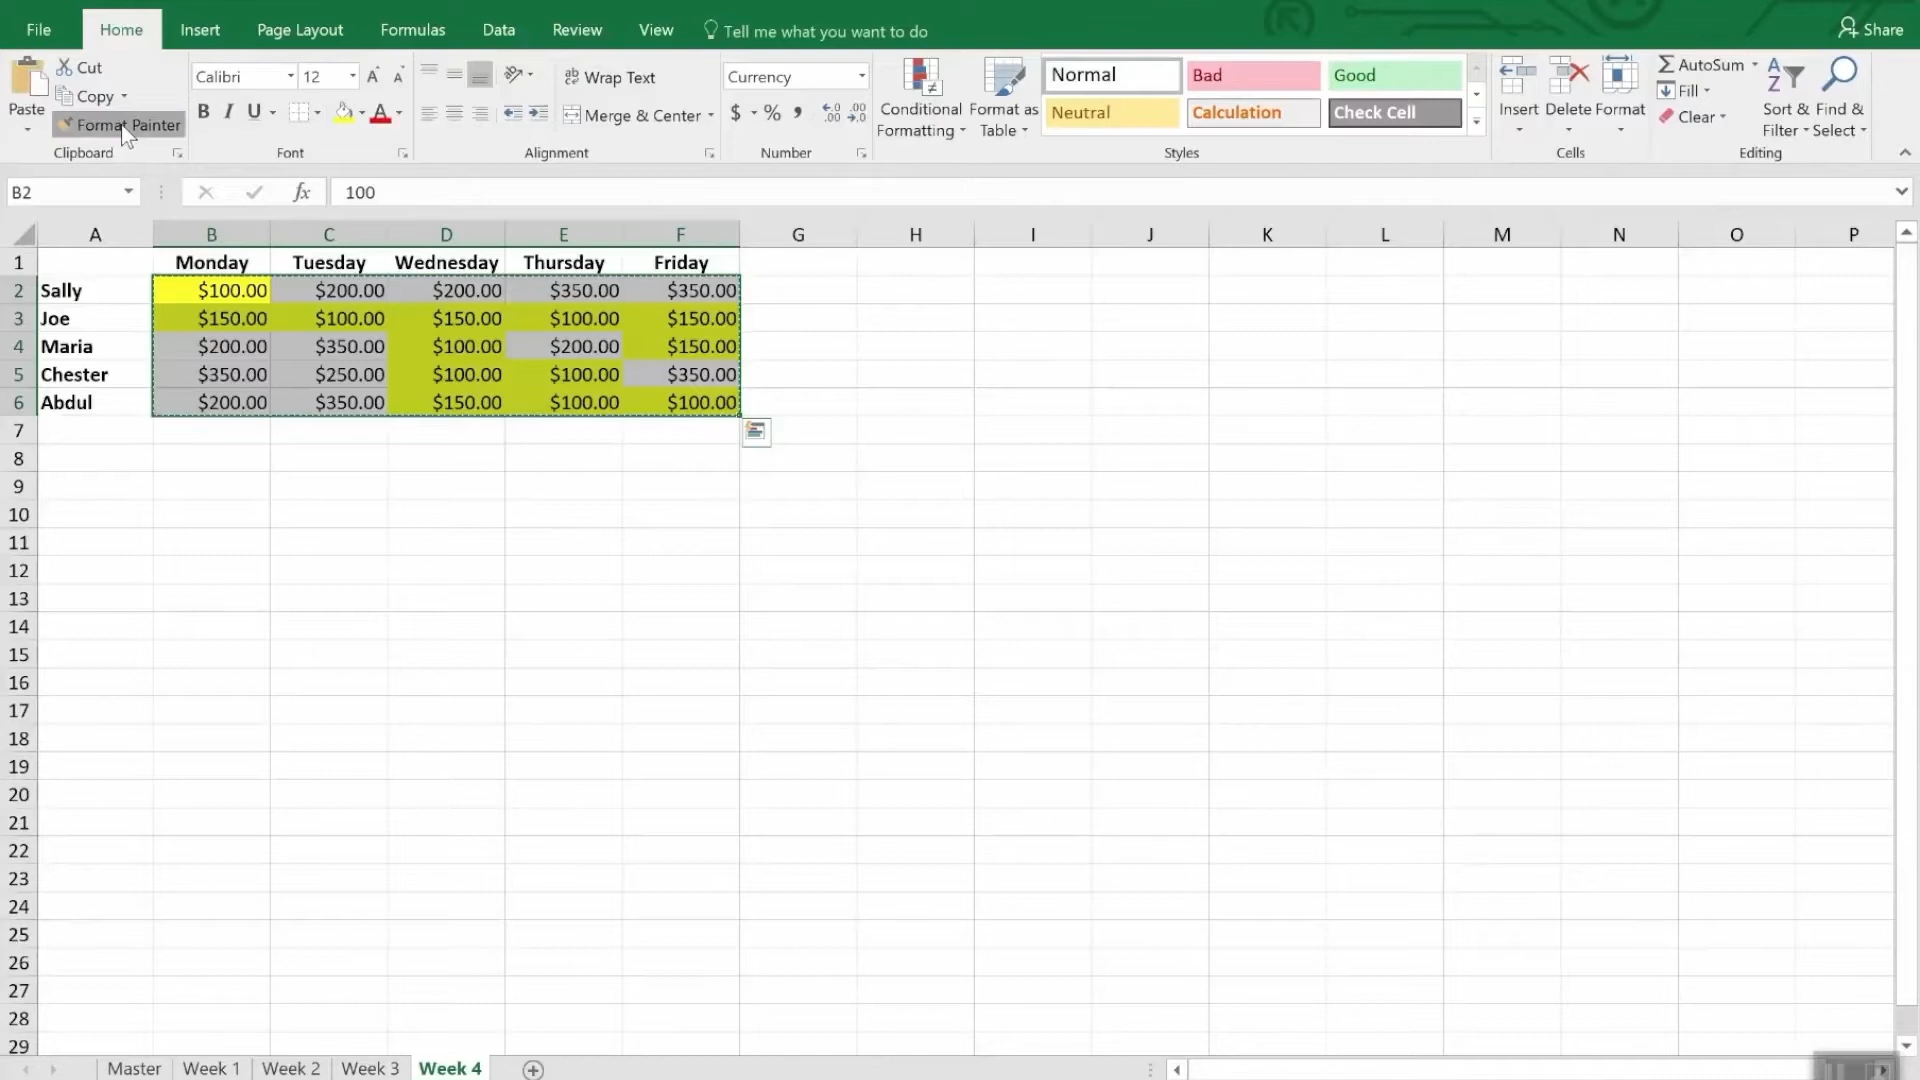 File Home Insert Page Layout Formulas Data Review View Tell me what you want to do Share
Paste
Cut
Copy
Format Painter
Clipboard
Calibri 12
B I U
Font
Wrap Text
Merge & Center
Alignment
Currency
$ % ,
Number
Conditional Formatting
Format as Table
Normal Bad Good
Neutral Calculation Check Cell
Styles
Insert Delete Format
Cells
AutoSum
Fill
Clear
Sort & Filter
Find & Select
Editing
B2 fx 100
A B C D E F G H I J K L M N O P
1 Monday Tuesday Wednesday Thursday Friday
2 Sally $100.00 $200.00 $200.00 $350.00 $350.00
3 Joe $150.00 $100.00 $150.00 $100.00 $150.00
4 Maria $200.00 $350.00 $100.00 $200.00 $150.00
5 Chester $350.00 $250.00 $100.00 $100.00 $350.00
6 Abdul $200.00 $350.00 $150.00 $100.00 $100.00
7
8
9
10
11
12
13
14
15
16
17
18
19
20
21
22
23
24
25
26
27
28
29
Master Week 1 Week 2 Week 3 Week 4